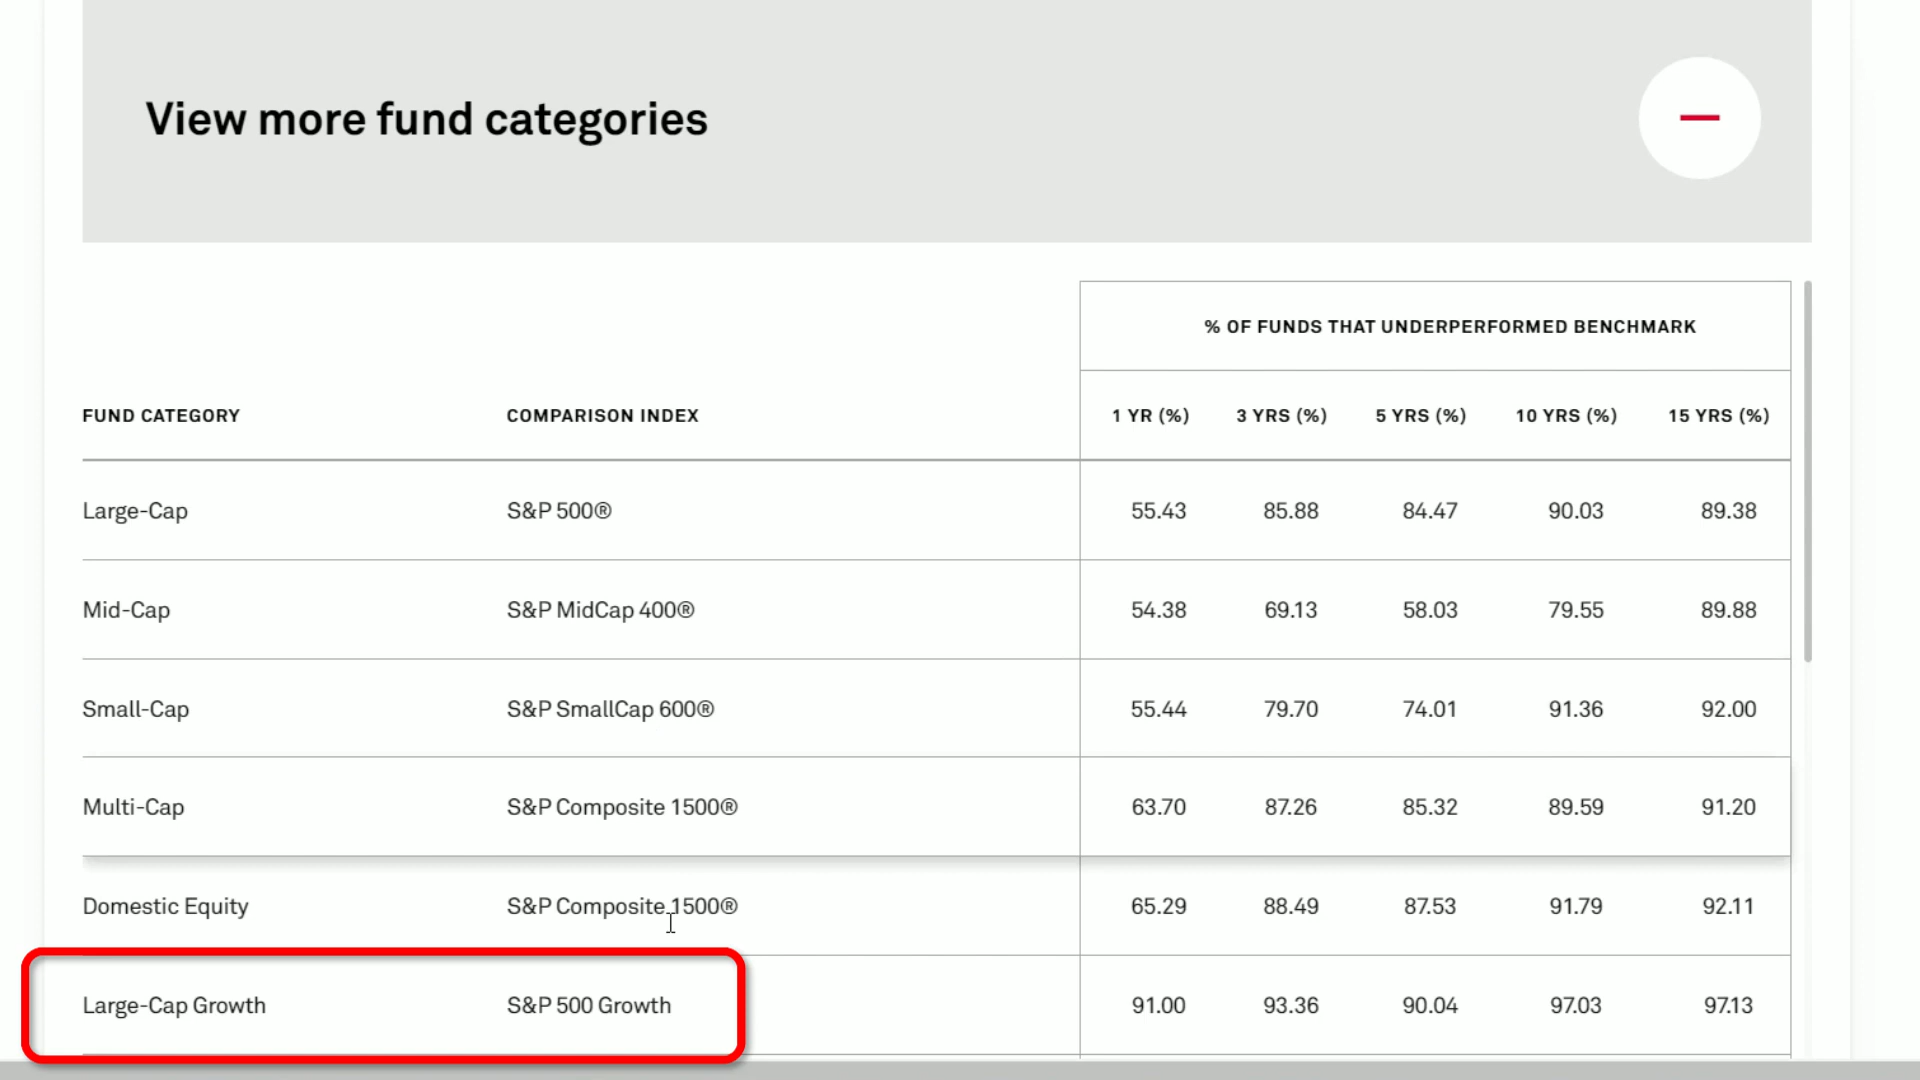 View more fund categories
% OF FUNDS THAT UNDERPERFORMED BENCHMARK
FUND CATEGORY COMPARISON INDEX 1 YR (%) 3 YRS (%) 5 YRS (%) 10 YRS (%) 15 YRS (%)
Large-Cap S&P 500® 55.43 85.88 84.47 90.03 89.38
Mid-Cap S&P MidCap 400® 54.38 69.13 58.03 79.55 89.88
Small-Cap S&P SmallCap 600® 55.44 79.70 74.01 91.36 92.00
Multi-Cap S&P Composite 1500® 63.70 87.26 85.32 89.59 91.20
Domestic Equity S&P Composite 1500® 65.29 88.49 87.53 91.79 92.11
Large-Cap Growth S&P 500 Growth 91.00 93.36 90.04 97.03 97.13